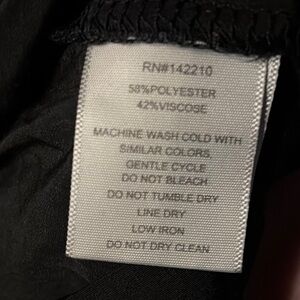 RN#142210
58%POLYESTER
42%VISCOSE
MACHINE WASH COLD WITH
SIMILAR COLORS,
GENTLE CYCLE
DO NOT BLEACH
DO NOT TUMBLE DRY
LINE DRY
LOW IRON
DO NOT DRY CLEAN